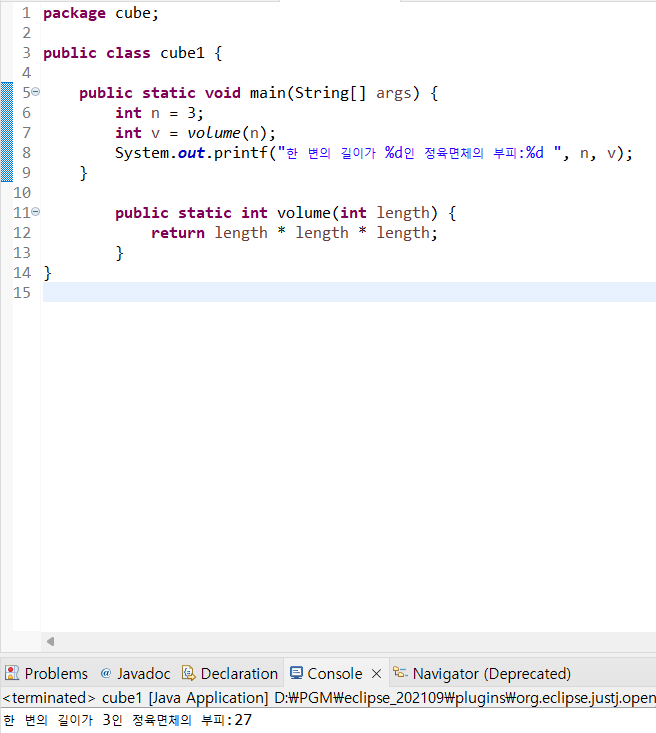 1 package cube;
2
3 public class cube1 {
4
5 public static void main(String[] args) {
6 int n = 3;
7 int v = volume(n);
8 System.out.printf("한 변의 길이가 %d인 정육면체의 부피:%d ", n, v);
9 }
10
11 public static int volume(int length) {
12 return length * length * length;
13 }
14 }
15
Problems @ Javadoc Declaration Console Navigator (Deprecated)
<terminated> cube1 [Java Application] D:₩PGM₩eclipse_202109₩plugins₩org.eclipse.justj.open
한 변의 길이가 3인 정육면체의 부피:27